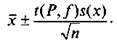 x̄ ± t(P, f)s(x) / √n .